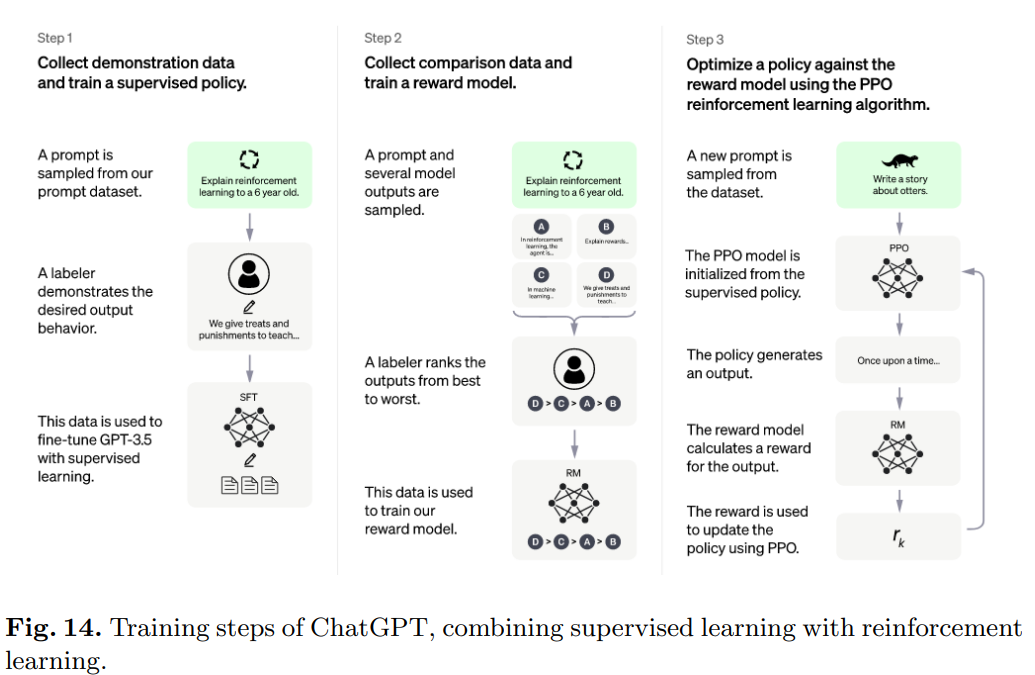 Step 1
Collect demonstration data
and train a supervised policy.
A prompt is
sampled from our
prompt dataset.
Explain reinforcement
learning to a 6 year old.
A labeler
demonstrates the
desired output
behavior.
We give treats and
punishments to teach...
This data is used to
fine-tune GPT-3.5
with supervised
learning.
SFT
Step 2
Collect comparison data and
train a reward model.
A prompt and
several model
outputs are
sampled.
Explain reinforcement
learning to a 6 year old.
A
In reinforcement
learning, the
agent is...
B
Explain rewards...
C
In machine
learning...
D
We give treats and
punishments to
teach...
A labeler ranks the
outputs from best
to worst.
D > C > A > B
This data is used
to train our
reward model.
RM
D > C > A > B
Step 3
Optimize a policy against the
reward model using the PPO
reinforcement learning algorithm.
A new prompt is
sampled from
the dataset.
Write a story
about otters.
The PPO model is
initialized from the
supervised policy.
PPO
The policy generates
an output.
Once upon a time...
The reward model
calculates a reward
for the output.
RM
The reward is used
to update the
policy using PPO.
rk
Fig. 14. Training steps of ChatGPT, combining supervised learning with reinforcement
learning.